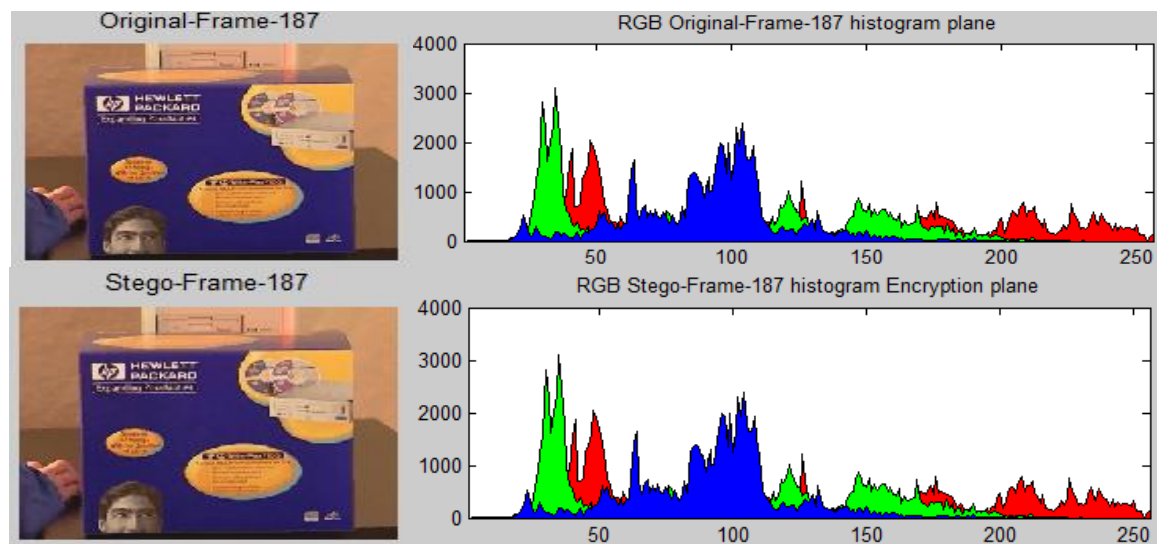 Original-Frame-187
RGB Original-Frame-187 histogram plane
hp HEWLETT
PACKARD
4000
3000
2000
1000
0
50
100
150
200
250
Stego-Frame-187
RGB Stego-Frame-187 histogram Encryption plane
hp HEWLETT
PACKARD
4000
3000
2000
1000
0
50
100
150
200
250